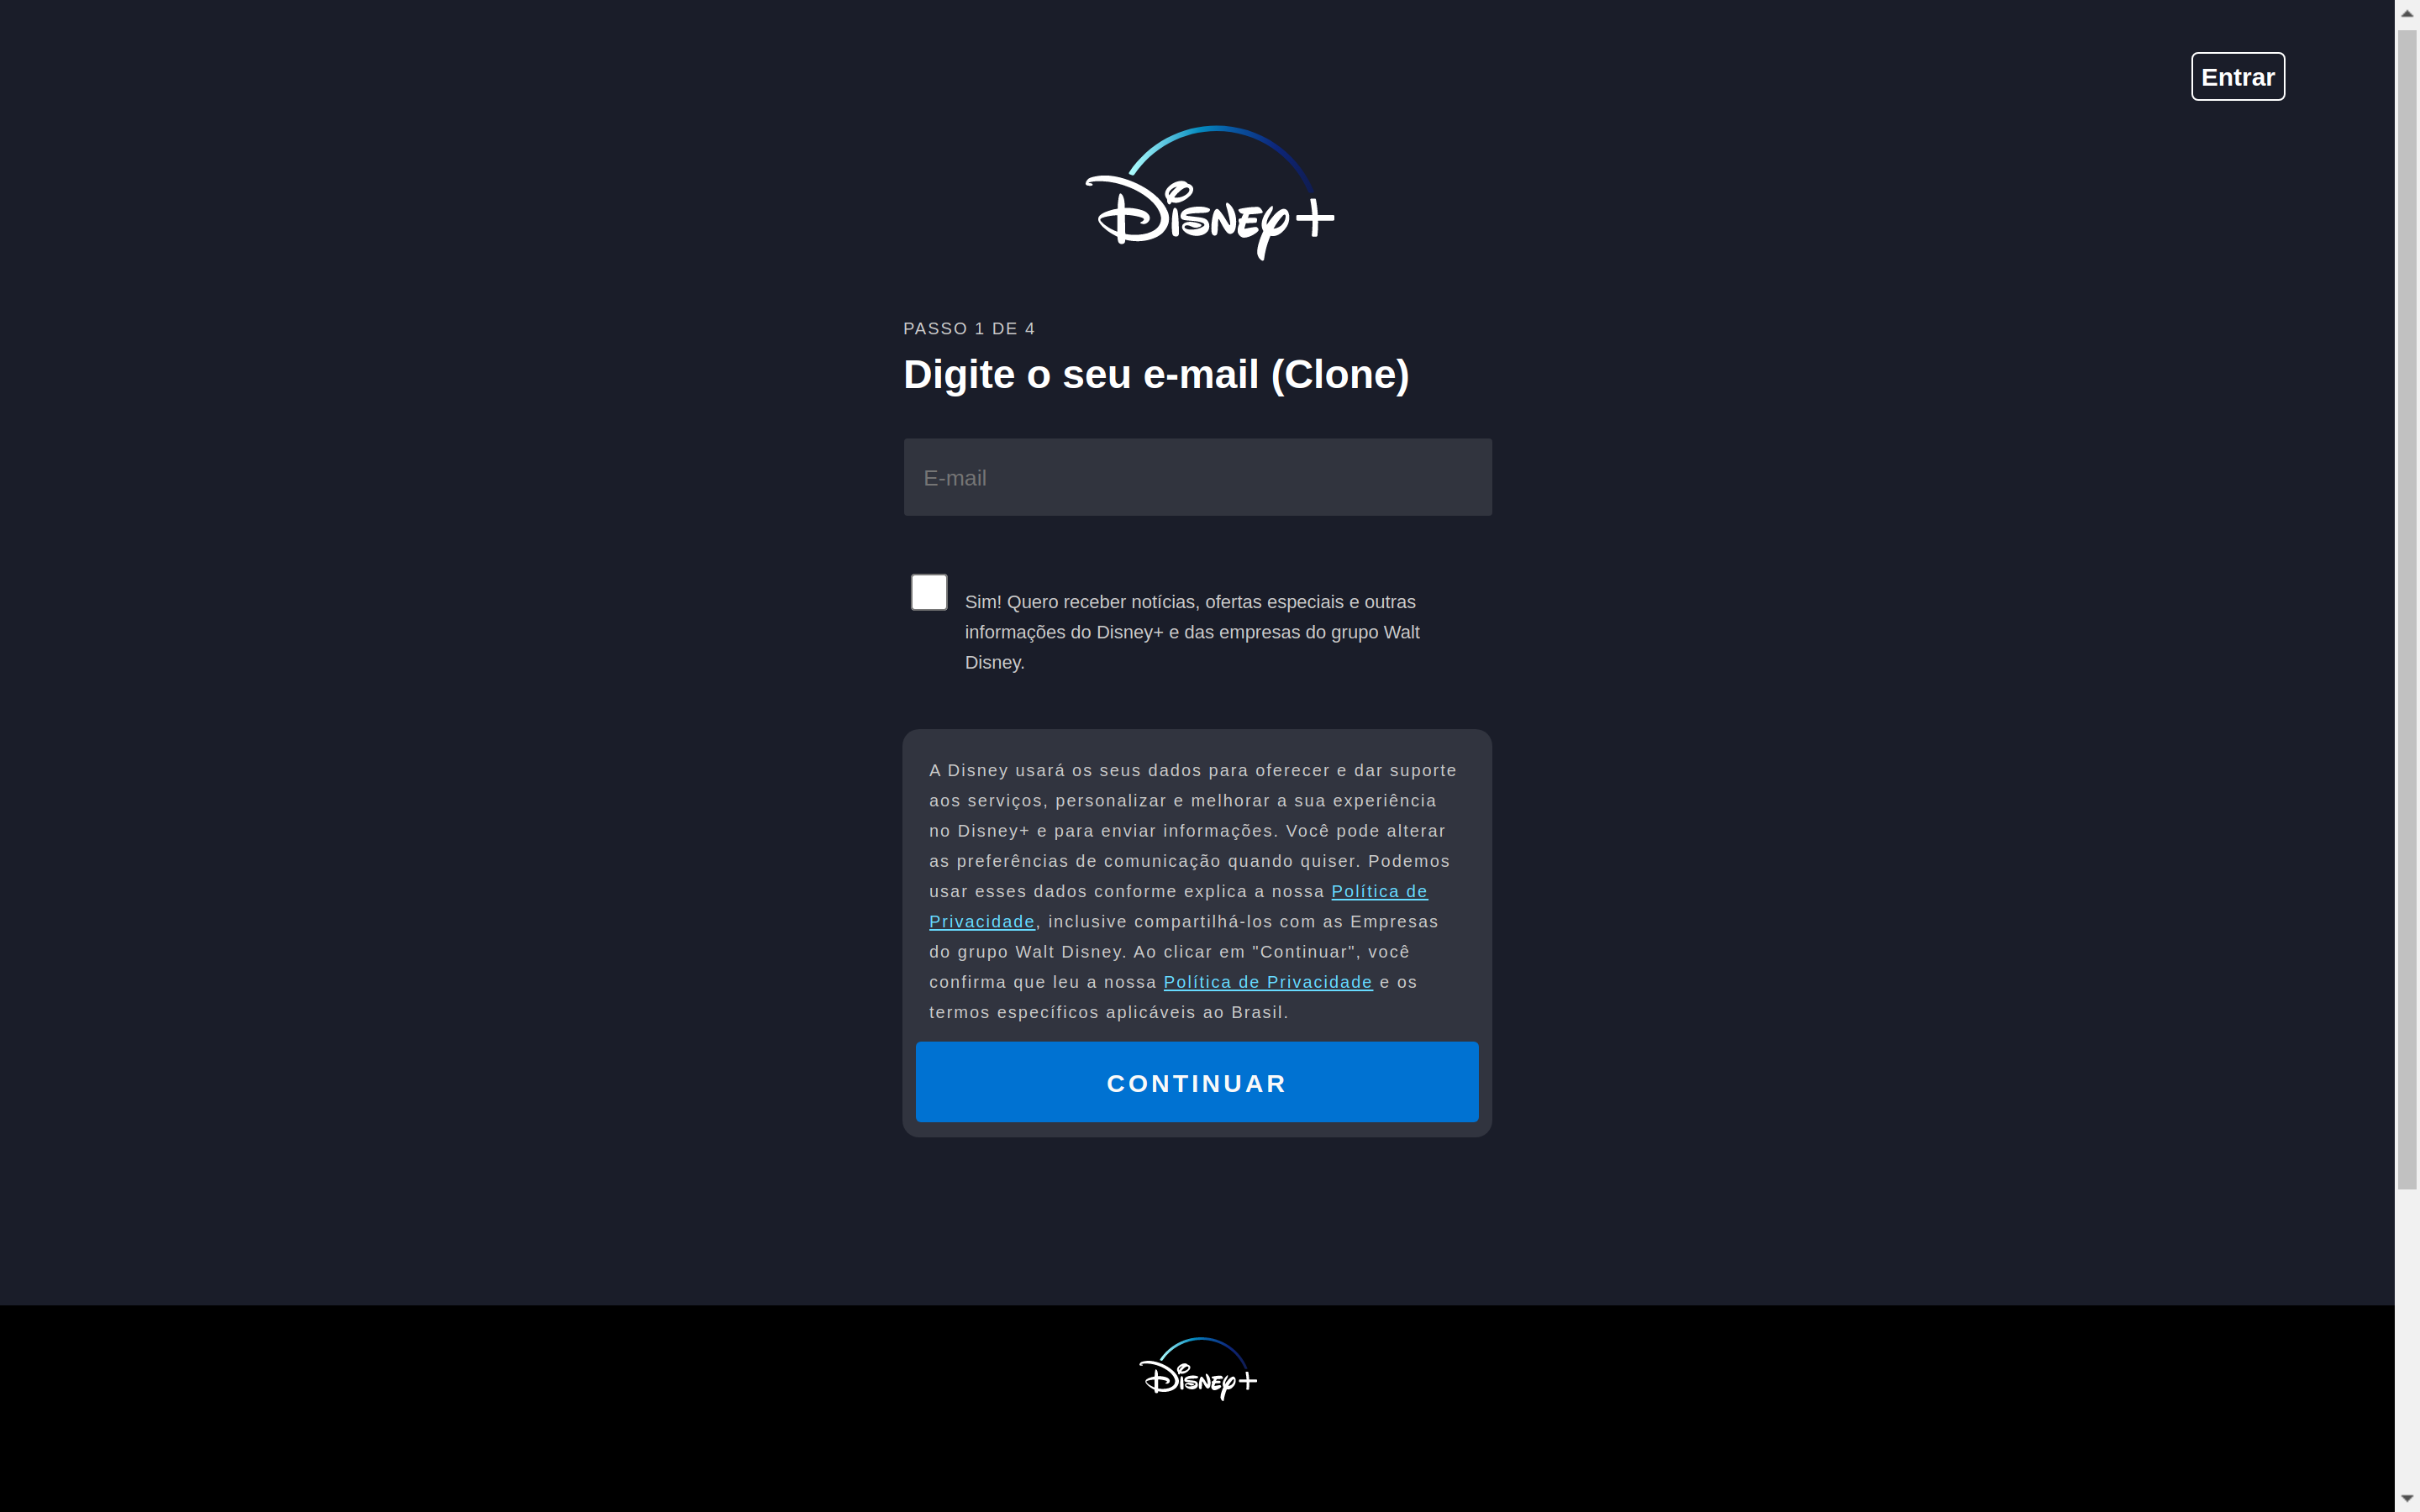 Entrar
Disney+
PASSO 1 DE 4
Digite o seu e-mail (Clone)
E-mail
Sim! Quero receber notícias, ofertas especiais e outras
informações do Disney+ e das empresas do grupo Walt
Disney.
A Disney usará os seus dados para oferecer e dar suporte
aos serviços, personalizar e melhorar a sua experiência
no Disney+ e para enviar informações. Você pode alterar
as preferências de comunicação quando quiser. Podemos
usar esses dados conforme explica a nossa Política de
Privacidade, inclusive compartilhá-los com as Empresas
do grupo Walt Disney. Ao clicar em "Continuar", você
confirma que leu a nossa Política de Privacidade e os
termos específicos aplicáveis ao Brasil.
CONTINUAR
Disney+